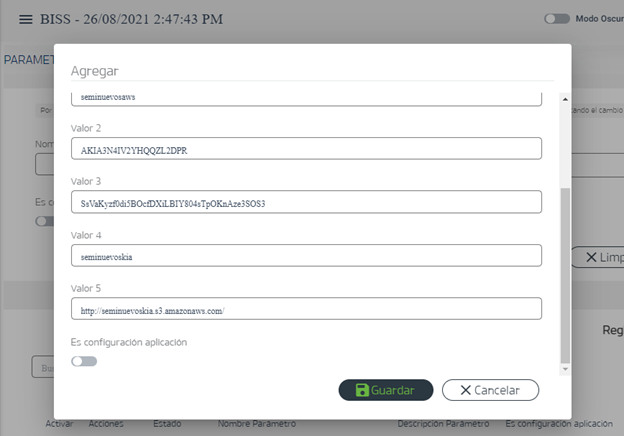 BISS - 26/08/2021 2:47:43 PM
Modo Oscur
PARAMET
Agregar
Por
ando el cambio
seminuevosaws
Nom
Valor 2
AKIA3N4IV2YHQQZL2DPR
Valor 3
Es c
SsVaKyzf0di5BOcfDXiLBIY804sTpOKnAze3SOS3
Valor 4
seminuevoskia
Limp
Valor 5
http://seminuevoskia.s3.amazonaws.com/
Reg
Es configuración aplicación
Bu
Guardar
Cancelar
Activar Acciones Estado Nombre Parámetro Descripción Parámetro Es configuración aplicación